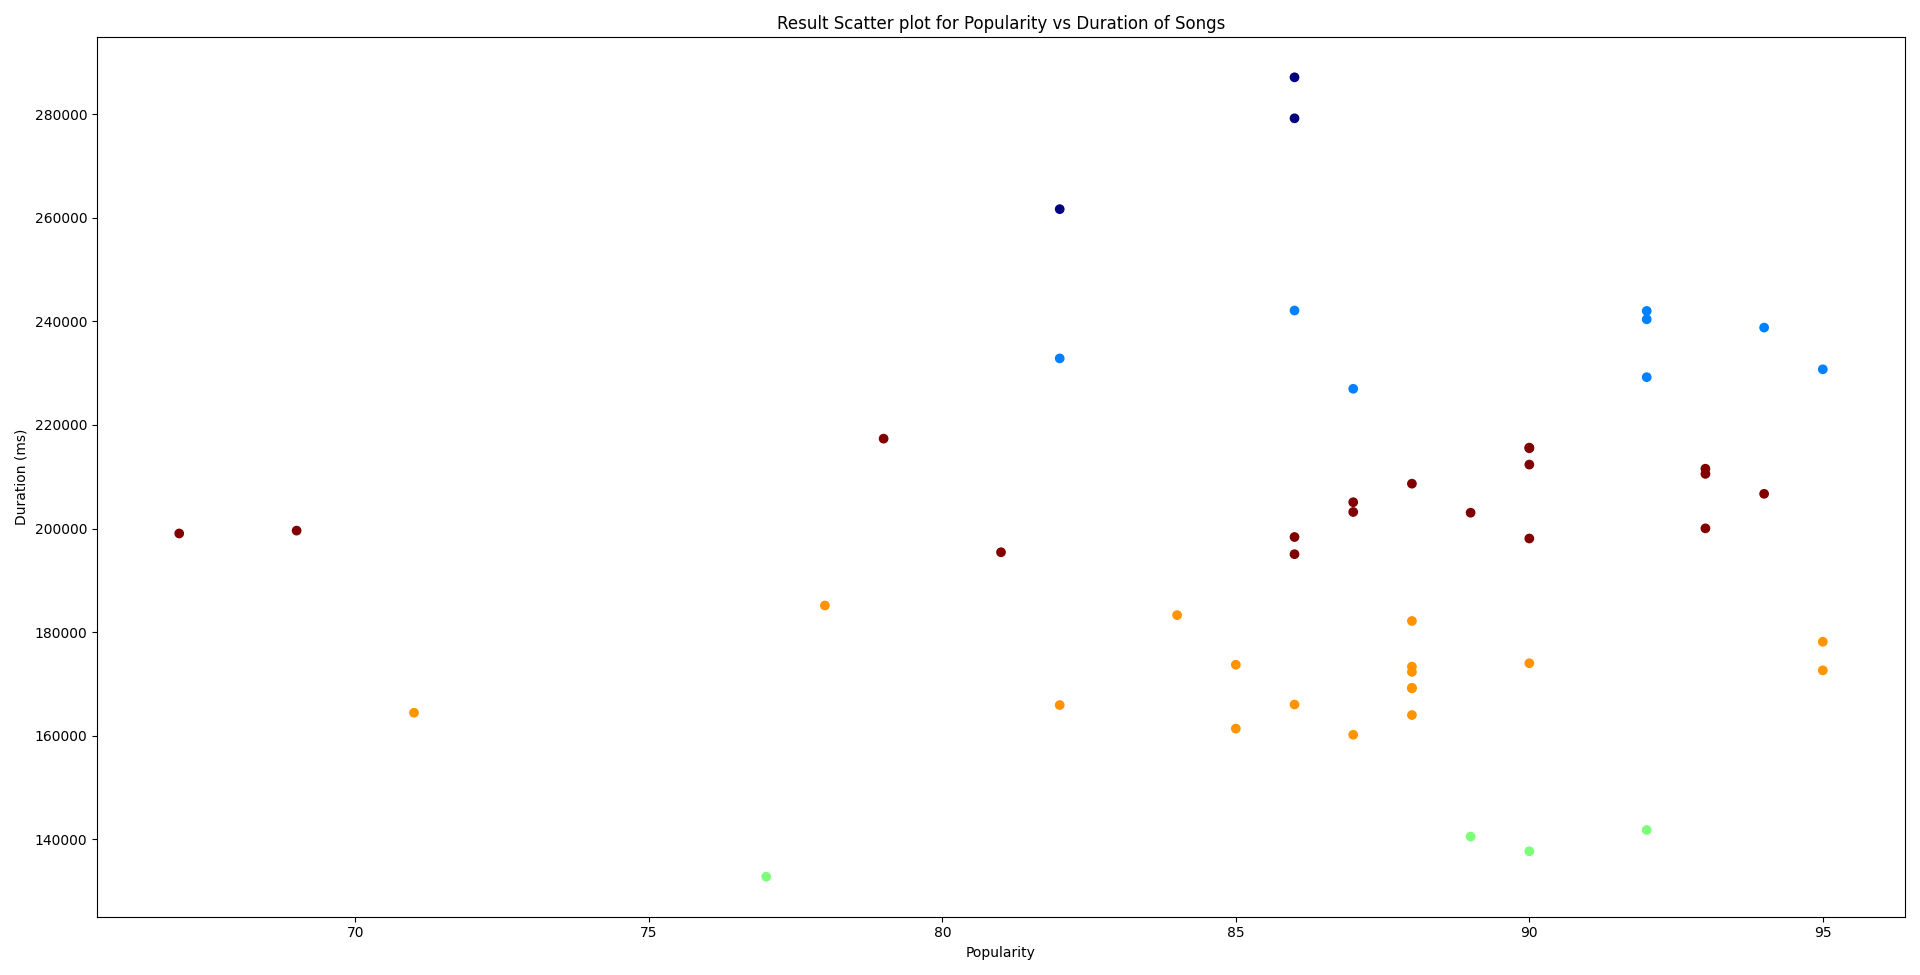 Result Scatter plot for Popularity vs Duration of Songs
280000
260000
240000
220000
200000
180000
160000
140000
Duration (ms)
70 75 80 85 90 95
Popularity